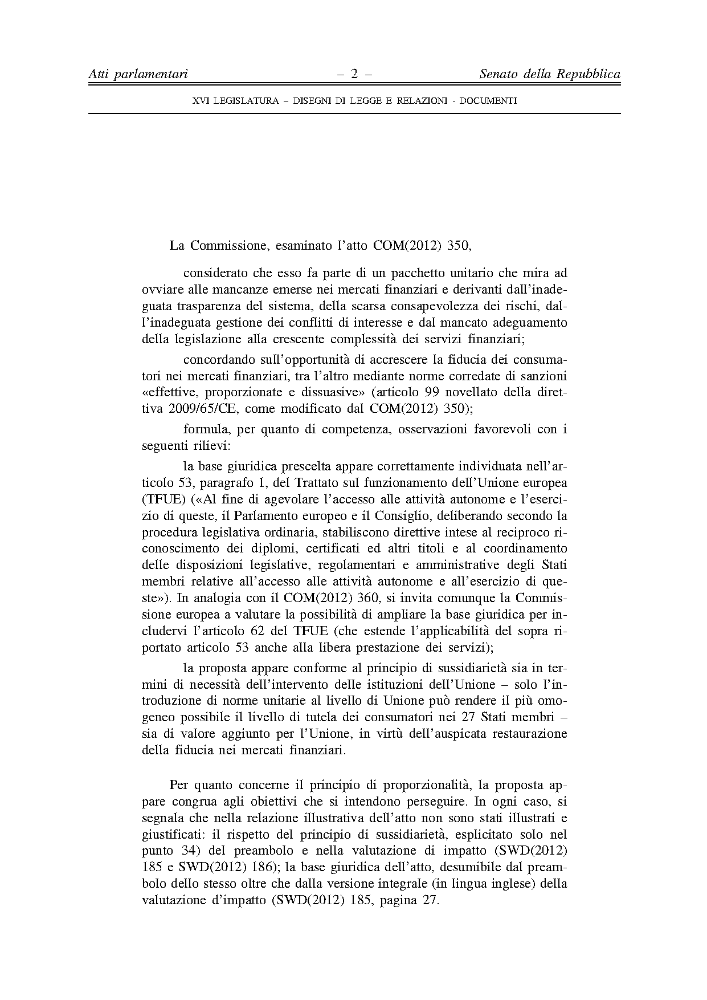 Atti parlamentari – 2 – Senato della Repubblica
XVI LEGISLATURA – DISEGNI DI LEGGE E RELAZIONI - DOCUMENTI
La Commissione, esaminato l’atto COM(2012) 350,
considerato che esso fa parte di un pacchetto unitario che mira ad
ovviare alle mancanze emerse nei mercati finanziari e derivanti dall’inade-
guata trasparenza del sistema, della scarsa consapevolezza dei rischi, dal-
l’inadeguata gestione dei conflitti di interesse e dal mancato adeguamento
della legislazione alla crescente complessità dei servizi finanziari;
concordando sull’opportunità di accrescere la fiducia dei consuma-
tori nei mercati finanziari, tra l’altro mediante norme corredate di sanzioni
«effettive, proporzionate e dissuasive» (articolo 99 novellato della diret-
tiva 2009/65/CE, come modificato dal COM(2012) 350);
formula, per quanto di competenza, osservazioni favorevoli con i
seguenti rilievi:
la base giuridica prescelta appare correttamente individuata nell’ar-
ticolo 53, paragrafo 1, del Trattato sul funzionamento dell’Unione europea
(TFUE) («Al fine di agevolare l’accesso alle attività autonome e l’eserci-
zio di queste, il Parlamento europeo e il Consiglio, deliberando secondo la
procedura legislativa ordinaria, stabiliscono direttive intese al reciproco ri-
conoscimento dei diplomi, certificati ed altri titoli e al coordinamento
delle disposizioni legislative, regolamentari e amministrative degli Stati
membri relative all’accesso alle attività autonome e all’esercizio di que-
ste»). In analogia con il COM(2012) 360, si invita comunque la Commis-
sione europea a valutare la possibilità di ampliare la base giuridica per in-
cludervi l’articolo 62 del TFUE (che estende l’applicabilità del sopra ri-
portato articolo 53 anche alla libera prestazione dei servizi);
la proposta appare conforme al principio di sussidiarietà sia in ter-
mini di necessità dell’intervento delle istituzioni dell’Unione – solo l’in-
troduzione di norme unitarie al livello di Unione può rendere il più omo-
geneo possibile il livello di tutela dei consumatori nei 27 Stati membri –
sia di valore aggiunto per l’Unione, in virtù dell’auspicata restaurazione
della fiducia nei mercati finanziari.
Per quanto concerne il principio di proporzionalità, la proposta ap-
pare congrua agli obiettivi che si intendono perseguire. In ogni caso, si
segnala che nella relazione illustrativa dell’atto non sono stati illustrati e
giustificati: il rispetto del principio di sussidiarietà, esplicitato solo nel
punto 34) del preambolo e nella valutazione di impatto (SWD(2012)
185 e SWD(2012) 186); la base giuridica dell’atto, desumibile dal pream-
bolo dello stesso oltre che dalla versione integrale (in lingua inglese) della
valutazione d’impatto (SWD(2012) 185, pagina 27.